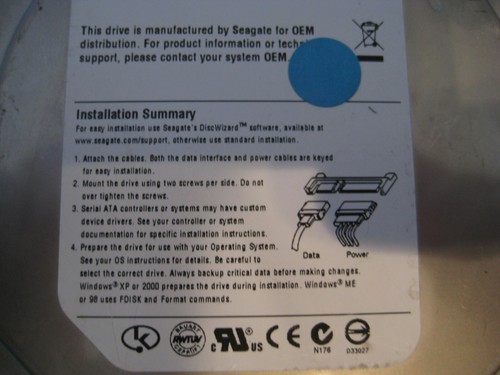 This drive is manufactured by Seagate for OEM
distribution. For product information or
support, please contact your system OEM.
Installation Summary
For easy installation use Seagate's DiscWizard™ software, available at
www.seagate.com/support, otherwise use standard installation.
1. Attach the cables. Both the data interface and power cables are keyed
for easy installation.
2. Mount the drive using two screws per side. Do not
over tighten the screws.
3. Serial ATA controllers or systems may have custom
device drivers. See your controller or system
documentation for specific installation instructions.
4. Prepare the drive for use with your Operating System.
See your OS instructions for details. Be careful to
select the correct drive. Always backup critical data before making changes.
Windows® XP or 2000 prepares the drive during installation. Windows® ME
or 98 uses FDISK and Format commands.
Data Power
BAUART
RWTUV
GEPRUFT
c RU US
CE
N176
033027